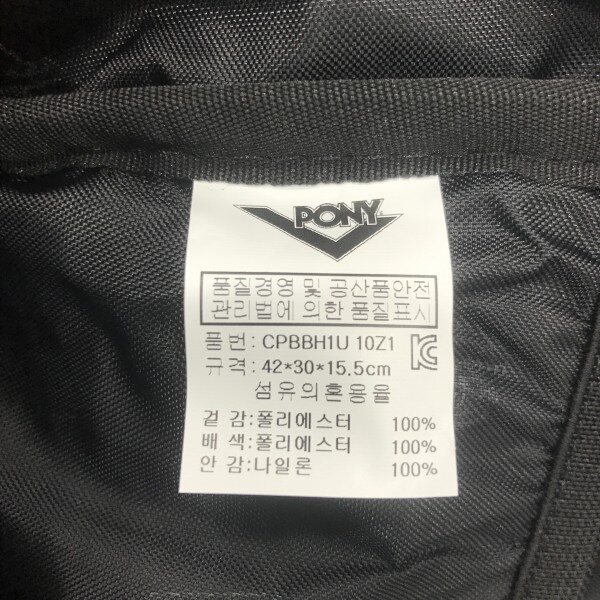 PONY
품질경영 및 공산품안전
관리법에 의한 품질표시
품 번: CPBBH1U 10Z1
규 격: 42*30*15.5cm
섬유의혼용율
겉 감:폴리에스터 100%
배 색:폴리에스터 100%
안 감:나일론 100%